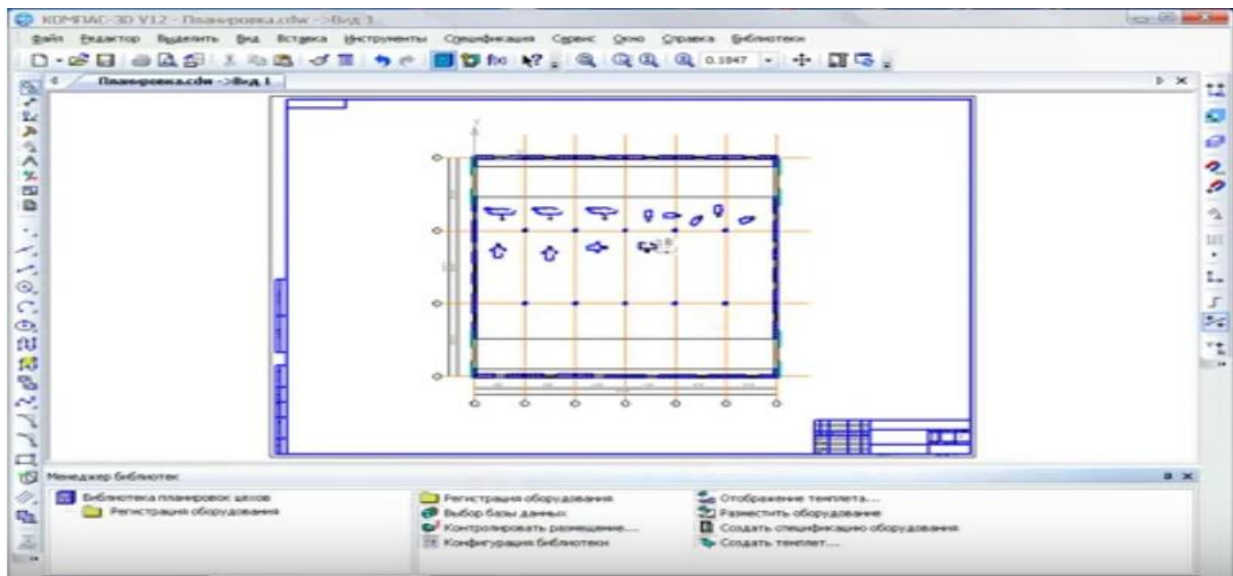 КОМПАС-3D V12 - Планировка.cdw ->Вид 1
Файл Редактор Выделить Вид Вставка Инструменты Спецификация Сервис Окно Справка Библиотеки
f(x) 0.1847
Планировка.cdw ->Вид 1
Менеджер библиотек
Библиотека планировок цехов
Регистрация оборудования
Регистрация оборудования
Выбор базы данных
Контролировать размещение...
Конфигурация библиотеки
Отображение темплета...
Разместить оборудование
Создать спецификацию оборудования
Создать темплет...